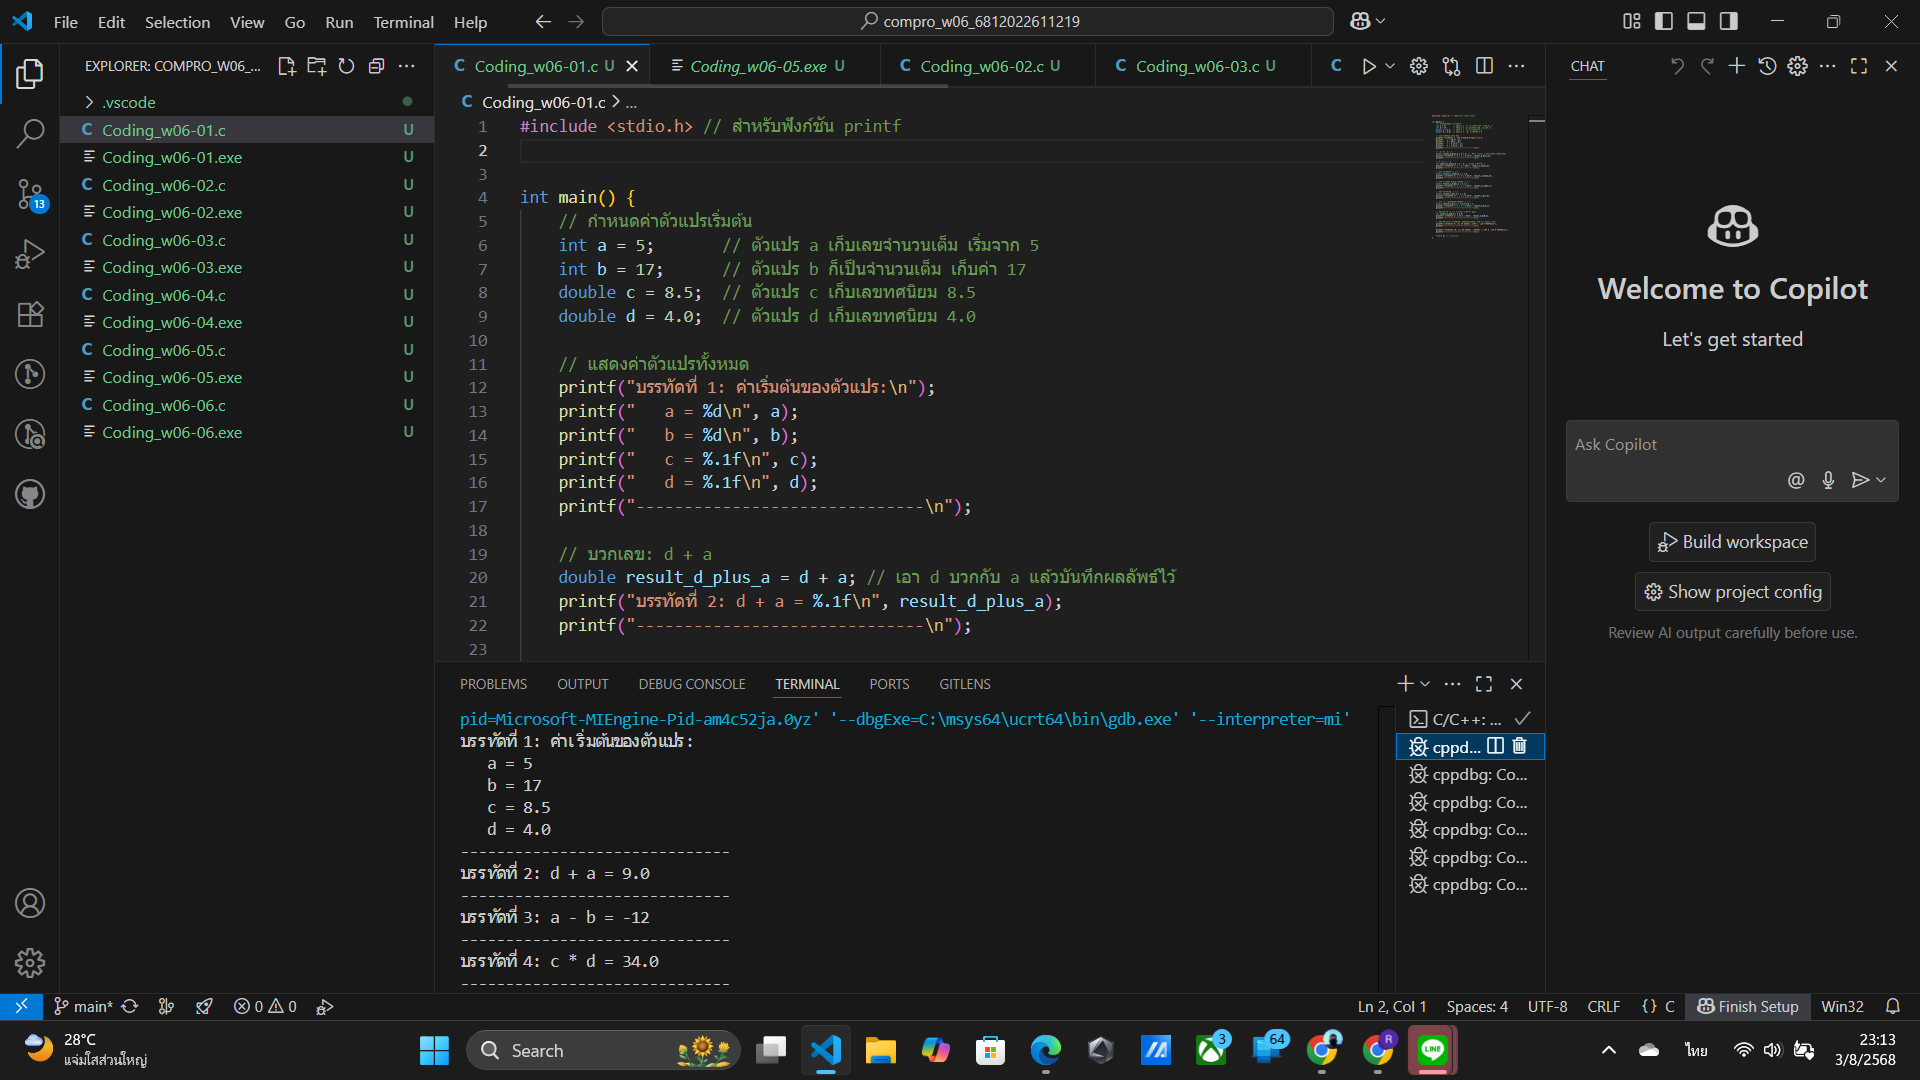 File Edit Selection View Go Run Terminal Help
compro_w06_6812022611219
EXPLORER: COMPRO_W06_...
.vscode
Coding_w06-01.c U
Coding_w06-01.exe U
Coding_w06-02.c U
Coding_w06-02.exe U
Coding_w06-03.c U
Coding_w06-03.exe U
Coding_w06-04.c U
Coding_w06-04.exe U
Coding_w06-05.c U
Coding_w06-05.exe U
Coding_w06-06.c U
Coding_w06-06.exe U
13
C Coding_w06-01.c U
Coding_w06-05.exe U
C Coding_w06-02.c U
C Coding_w06-03.c U
C
C Coding_w06-01.c > ...
1 #include <stdio.h> // สำหรับฟังก์ชัน printf
2
3
4 int main() {
5 // กำหนดค่าตัวแปรเริ่มต้น
6 int a = 5; // ตัวแปร a เก็บเลขจำนวนเต็ม เริ่มจาก 5
7 int b = 17; // ตัวแปร b ก็เป็นจำนวนเต็ม เก็บค่า 17
8 double c = 8.5; // ตัวแปร c เก็บเลขทศนิยม 8.5
9 double d = 4.0; // ตัวแปร d เก็บเลขทศนิยม 4.0
10
11 // แสดงค่าตัวแปรทั้งหมด
12 printf("บรรทัดที่ 1: ค่าเริ่มต้นของตัวแปร:\n");
13 printf("   a = %d\n", a);
14 printf("   b = %d\n", b);
15 printf("   c = %.1f\n", c);
16 printf("   d = %.1f\n", d);
17 printf("------------------------------\n");
18
19 // บวกเลข: d + a
20 double result_d_plus_a = d + a; // เอา d บวกกับ a แล้วบันทึกผลลัพธ์ไว้
21 printf("บรรทัดที่ 2: d + a = %.1f\n", result_d_plus_a);
22 printf("------------------------------\n");
23
PROBLEMS OUTPUT DEBUG CONSOLE TERMINAL PORTS GITLENS
pid=Microsoft-MIEngine-Pid-am4c52ja.0yz' '--dbgExe=C:\msys64\ucrt64\bin\gdb.exe' '--interpreter=mi'
บรรทัดที่ 1: ค่าเริ่มต้นของตัวแปร:
a = 5
b = 17
c = 8.5
d = 4.0
------------------------------
บรรทัดที่ 2: d + a = 9.0
------------------------------
บรรทัดที่ 3: a - b = -12
------------------------------
บรรทัดที่ 4: c * d = 34.0
------------------------------
C/C++: ...
cppd...
cppdbg: Co...
cppdbg: Co...
cppdbg: Co...
cppdbg: Co...
cppdbg: Co...
CHAT
Welcome to Copilot
Let's get started
Ask Copilot
Build workspace
Show project config
Review AI output carefully before use.
main* 0 0
Ln 2, Col 1 Spaces: 4 UTF-8 CRLF {} C Finish Setup Win32
28°C
แจ่มใสส่วนใหญ่
Search
3
64
R
LINE
ไทย
23:13
3/8/2568